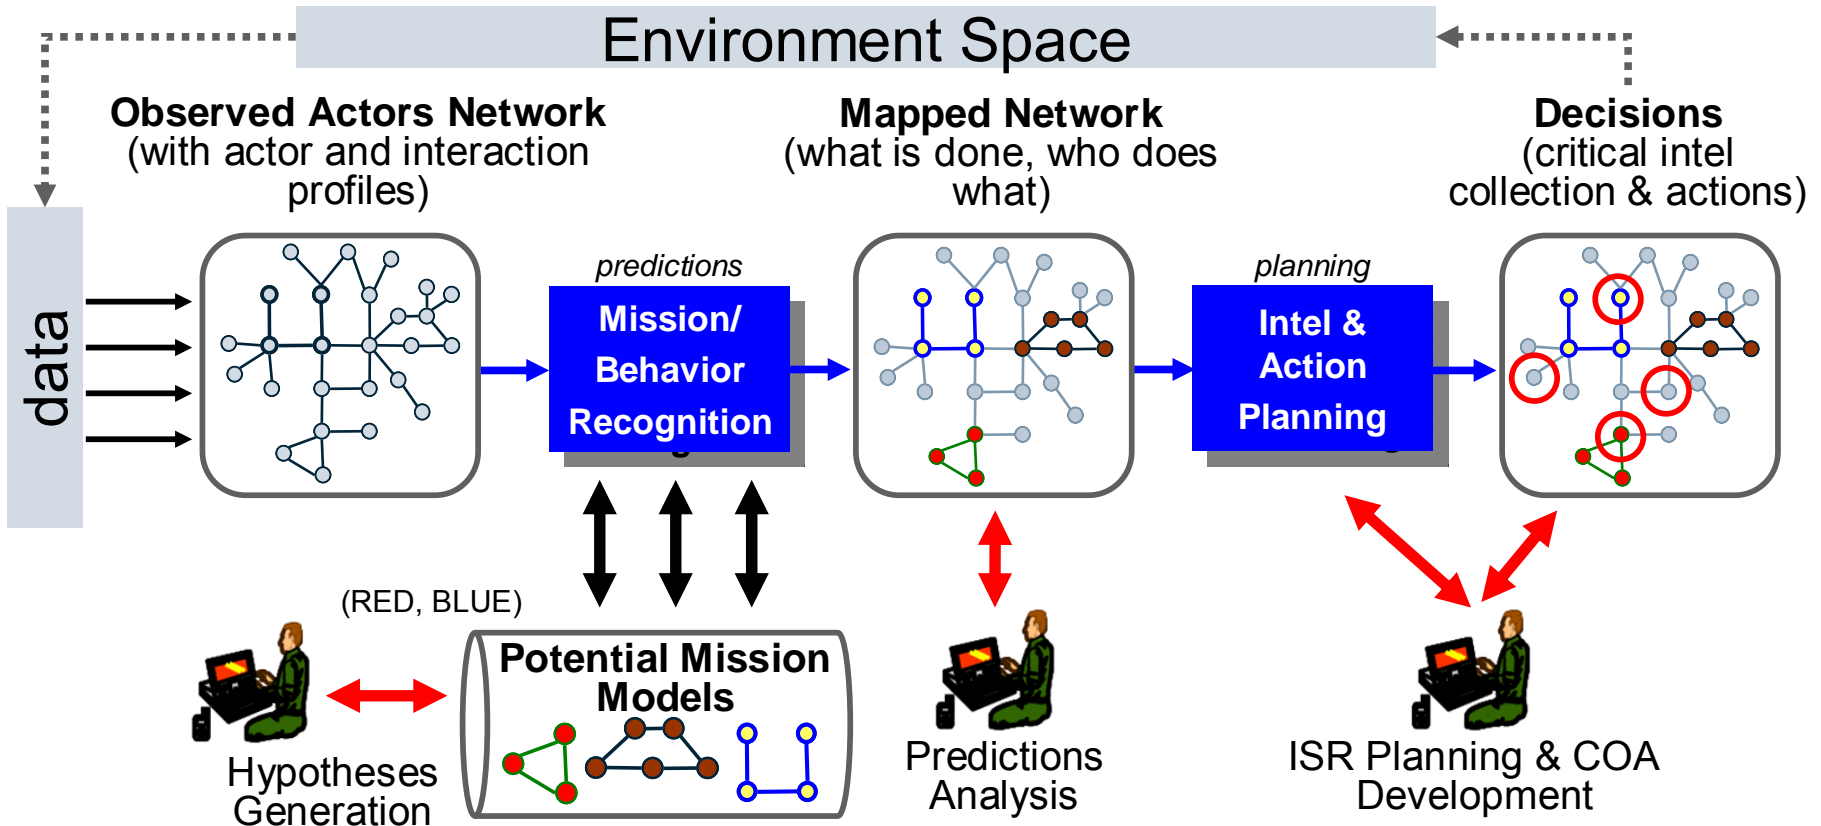 Environment Space
Observed Actors Network
(with actor and interaction
profiles)
Mapped Network
(what is done, who does
what)
Decisions
(critical intel
collection & actions)
data
predictions
Mission/
Behavior
Recognition
planning
Intel &
Action
Planning
(RED, BLUE)
Potential Mission
Models
Hypotheses
Generation
Predictions
Analysis
ISR Planning & COA
Development